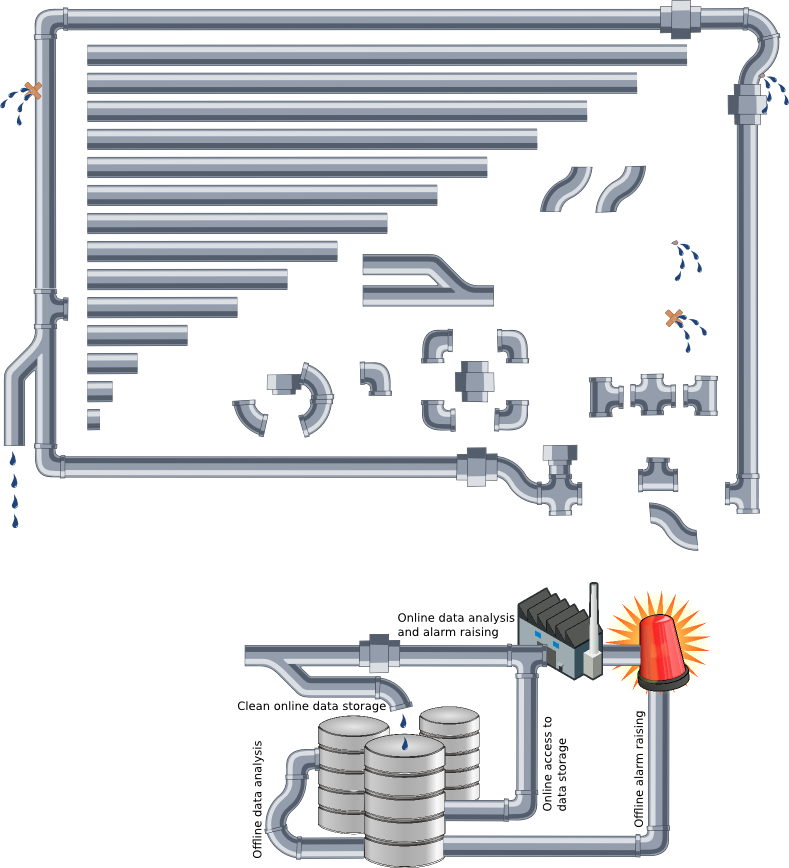 Online data analysis
and alarm raising
Clean online data storage
Offline data analysis
Online access to
data storage
Offline alarm raising